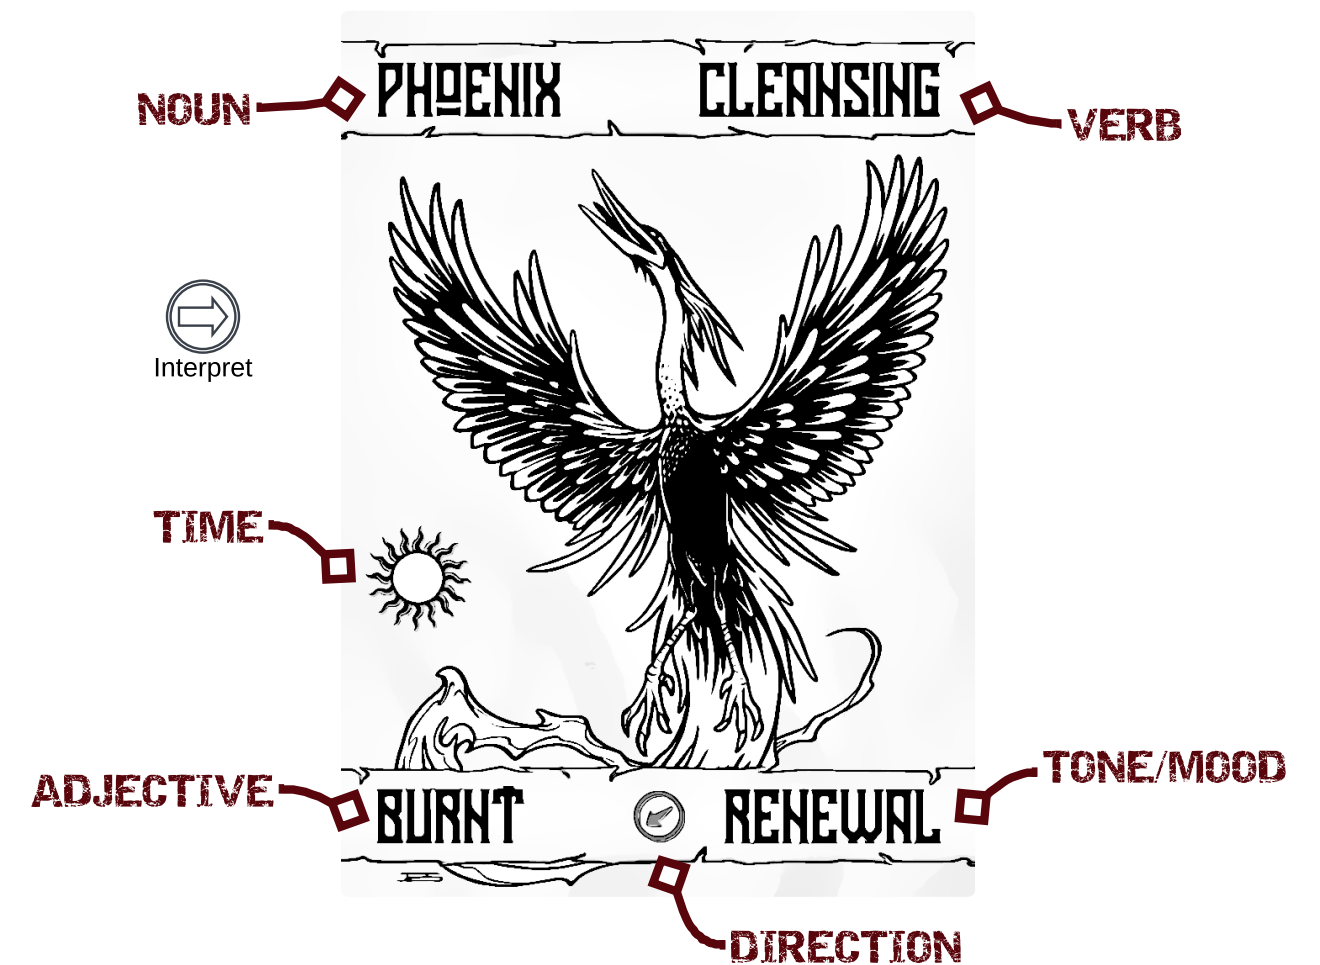 PHOENIX CLEANSING
NOUN
VERB
Interpret
TIME
TONE/MOOD
ADJECTIVE
BURNT RENEWAL
DIRECTION